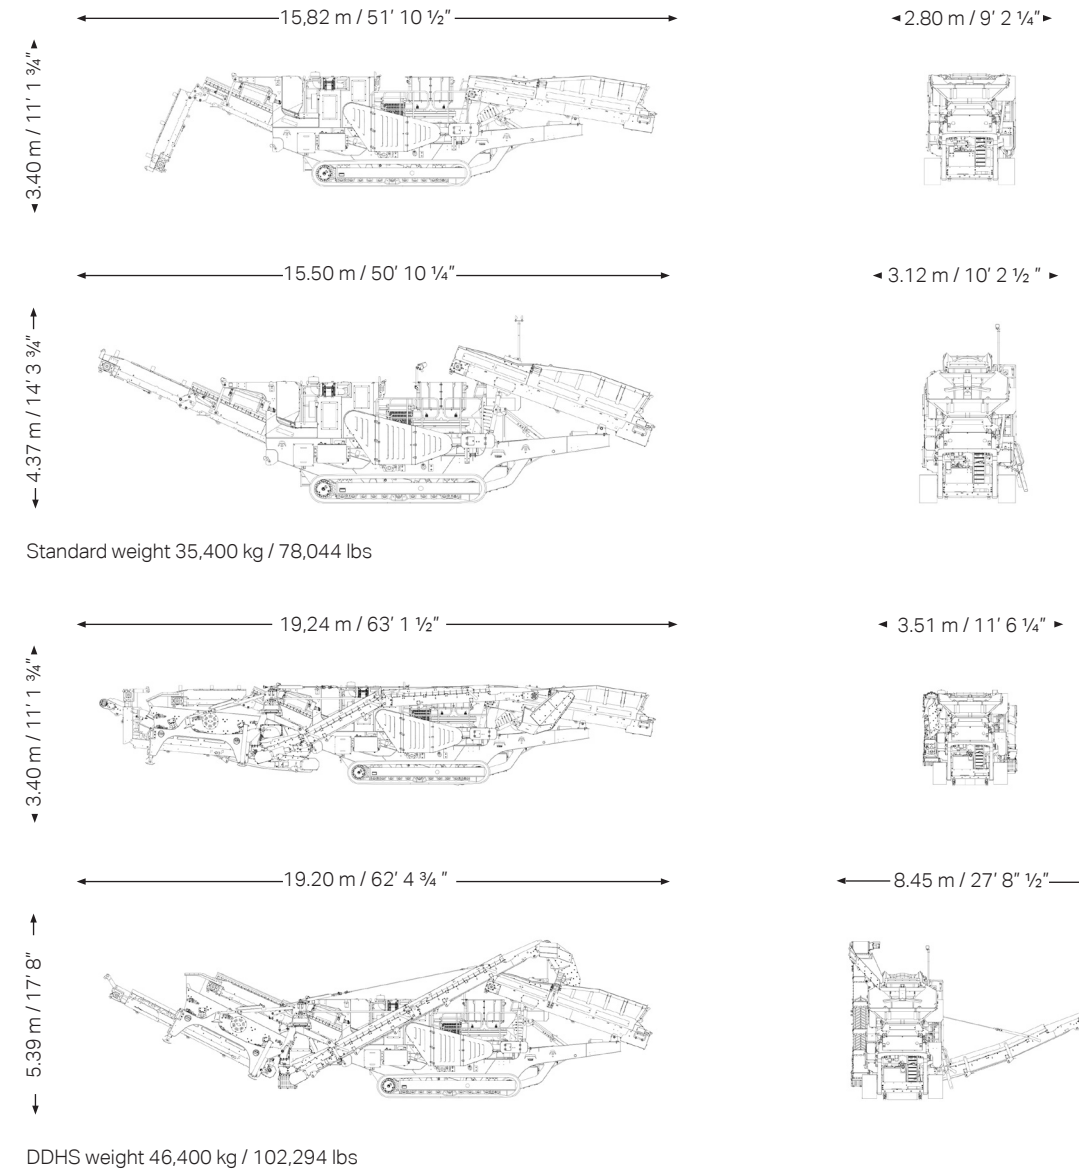 15,82 m / 51' 10 ½"
2.80 m / 9' 2 ¼"
3.40 m / 11' 1 ¾"
15.50 m / 50' 10 ¼"
3.12 m / 10' 2 ½ "
4.37 m / 14' 3 ¾"
Standard weight 35,400 kg / 78,044 lbs
19,24 m / 63' 1 ½"
3.51 m / 11' 6 ¼"
3.40 m / 11' 1 ¾"
19.20 m / 62' 4 ¾ "
8.45 m / 27' 8" ½"
5.39 m / 17' 8"
DDHS weight 46,400 kg / 102,294 lbs